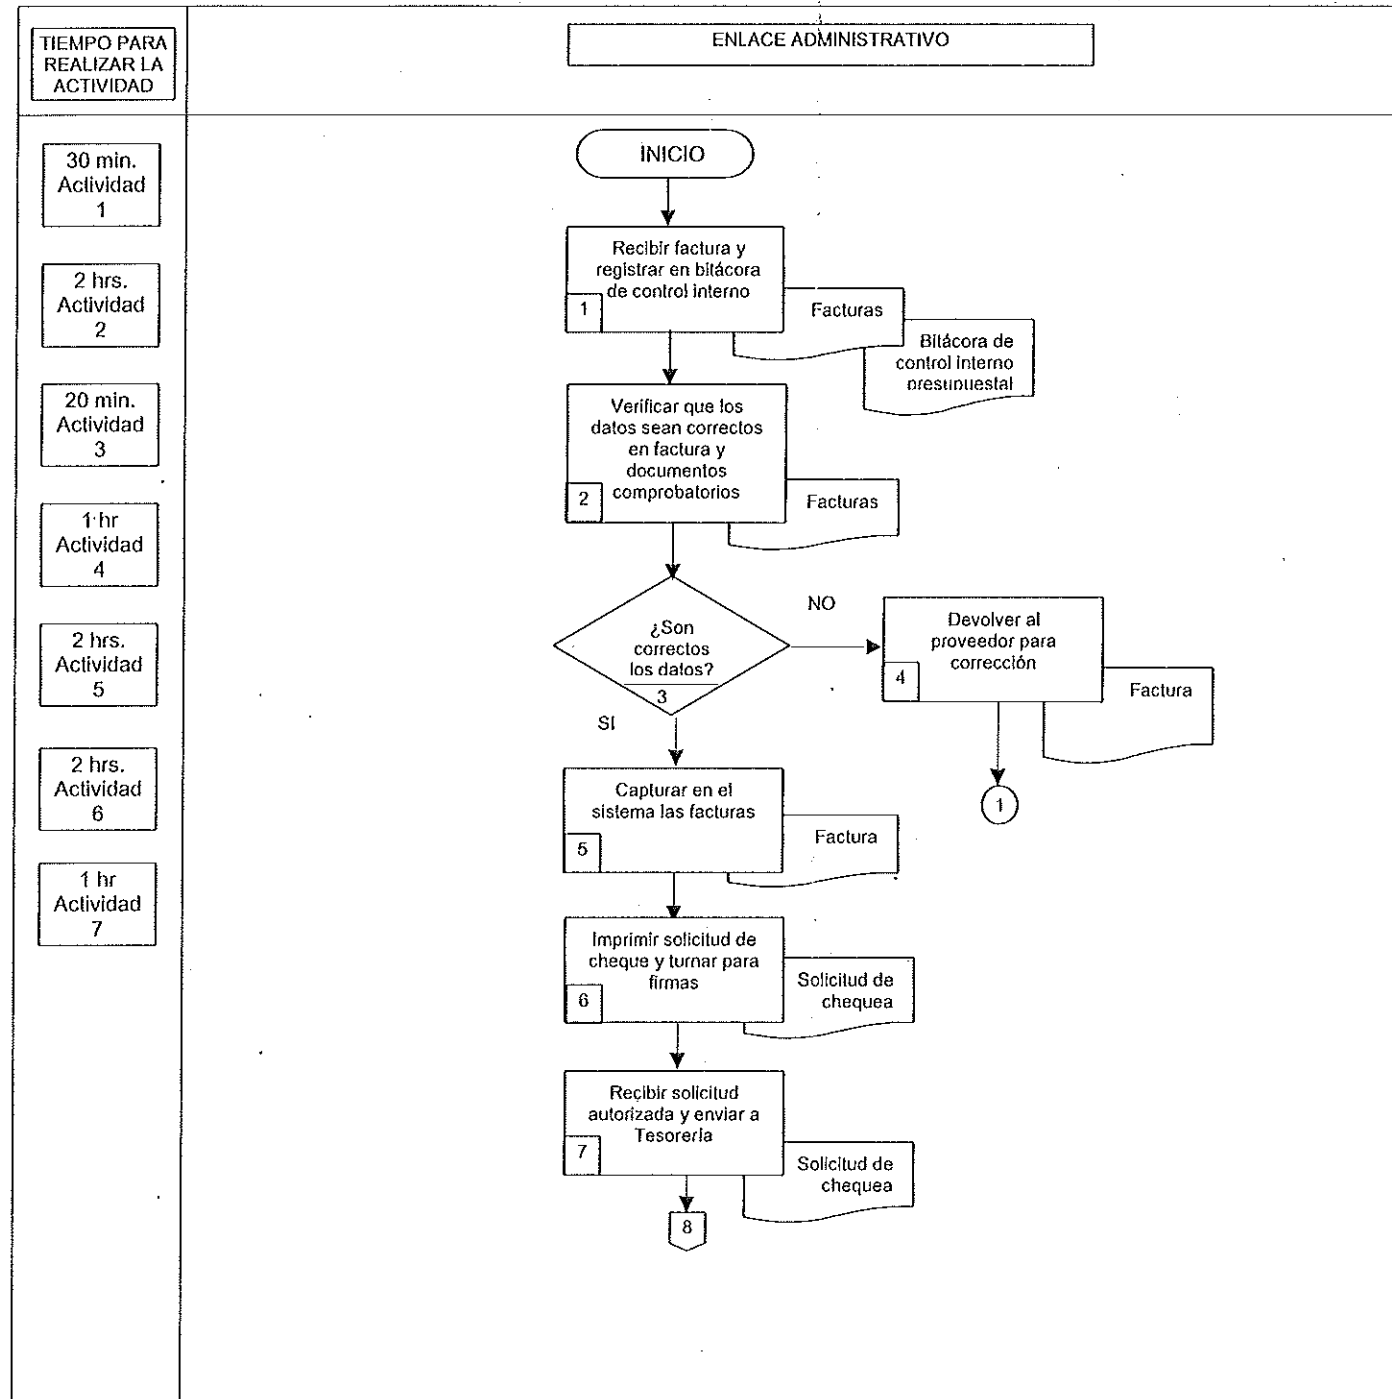 TIEMPO PARA
REALIZAR LA
ACTIVIDAD
ENLACE ADMINISTRATIVO
30 min.
Actividad
1
2 hrs.
Actividad
2
20 min.
Actividad
3
1 hr
Actividad
4
2 hrs.
Actividad
5
2 hrs.
Actividad
6
1 hr
Actividad
7
INICIO
Recibir factura y
registrar en bitácora
de control interno
1
Facturas
Bitácora de
control interno
presupuestal
Verificar que los
datos sean correctos
en factura y
documentos
comprobatorios
2
Facturas
¿Son
correctos
los datos?
3
NO
SI
Devolver al
proveedor para
corrección
4
Factura
1
Capturar en el
sistema las facturas
5
Factura
Imprimir solicitud de
cheque y turnar para
firmas
6
Solicitud de
chequea
Recibir solicitud
autorizada y enviar a
Tesorería
7
Solicitud de
chequea
8